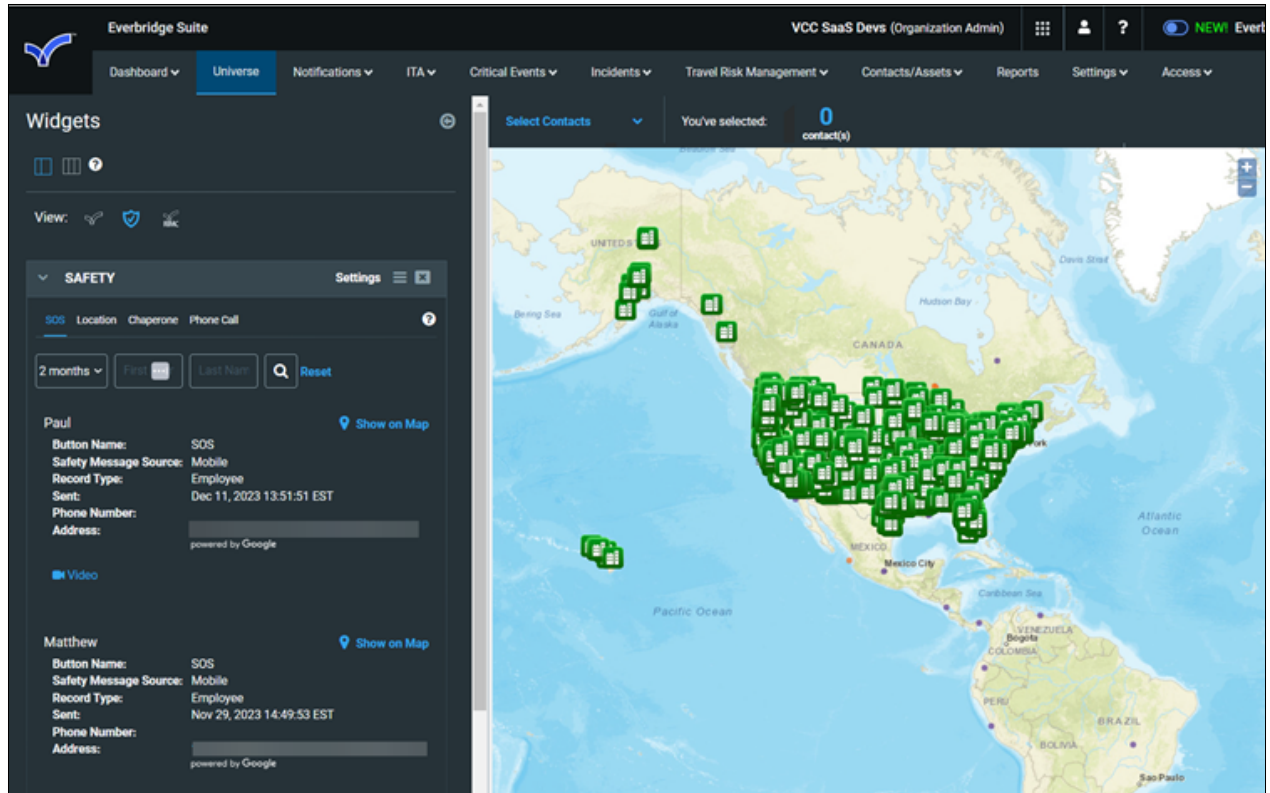 Everbridge Suite
VCC SaaS Devs (Organization Admin)
?
NEW! Everb
Dashboard
Universe
Notifications
ITA
Critical Events
Incidents
Travel Risk Management
Contacts/Assets
Reports
Settings
Access
Widgets
Select Contacts
You've selected:
0
contact(s)
?
View:
SAFETY
Settings
SOS
Location
Chaperone
Phone Call
?
2 months
First
Last Nam
Reset
Paul
Show on Map
Button Name: SOS
Safety Message Source: Mobile
Record Type: Employee
Sent: Dec 11, 2023 13:51:51 EST
Phone Number:
Address:
powered by Google
Video
Matthew
Show on Map
Button Name: SOS
Safety Message Source: Mobile
Record Type: Employee
Sent: Nov 29, 2023 14:49:53 EST
Phone Number:
Address:
powered by Google
+
−
UNITED S
Davis Strait
Bering Sea
Gulf of
Alaska
Hudson Bay
CANADA
ork
Atlantic
Ocean
MEXICO
Mexico City
Caribbean Sea
Pacific Ocean
VENEZUELA
Bogota
COLOMBIA
PERU
BRAZIL
BOLIVIA
Sao Paulo